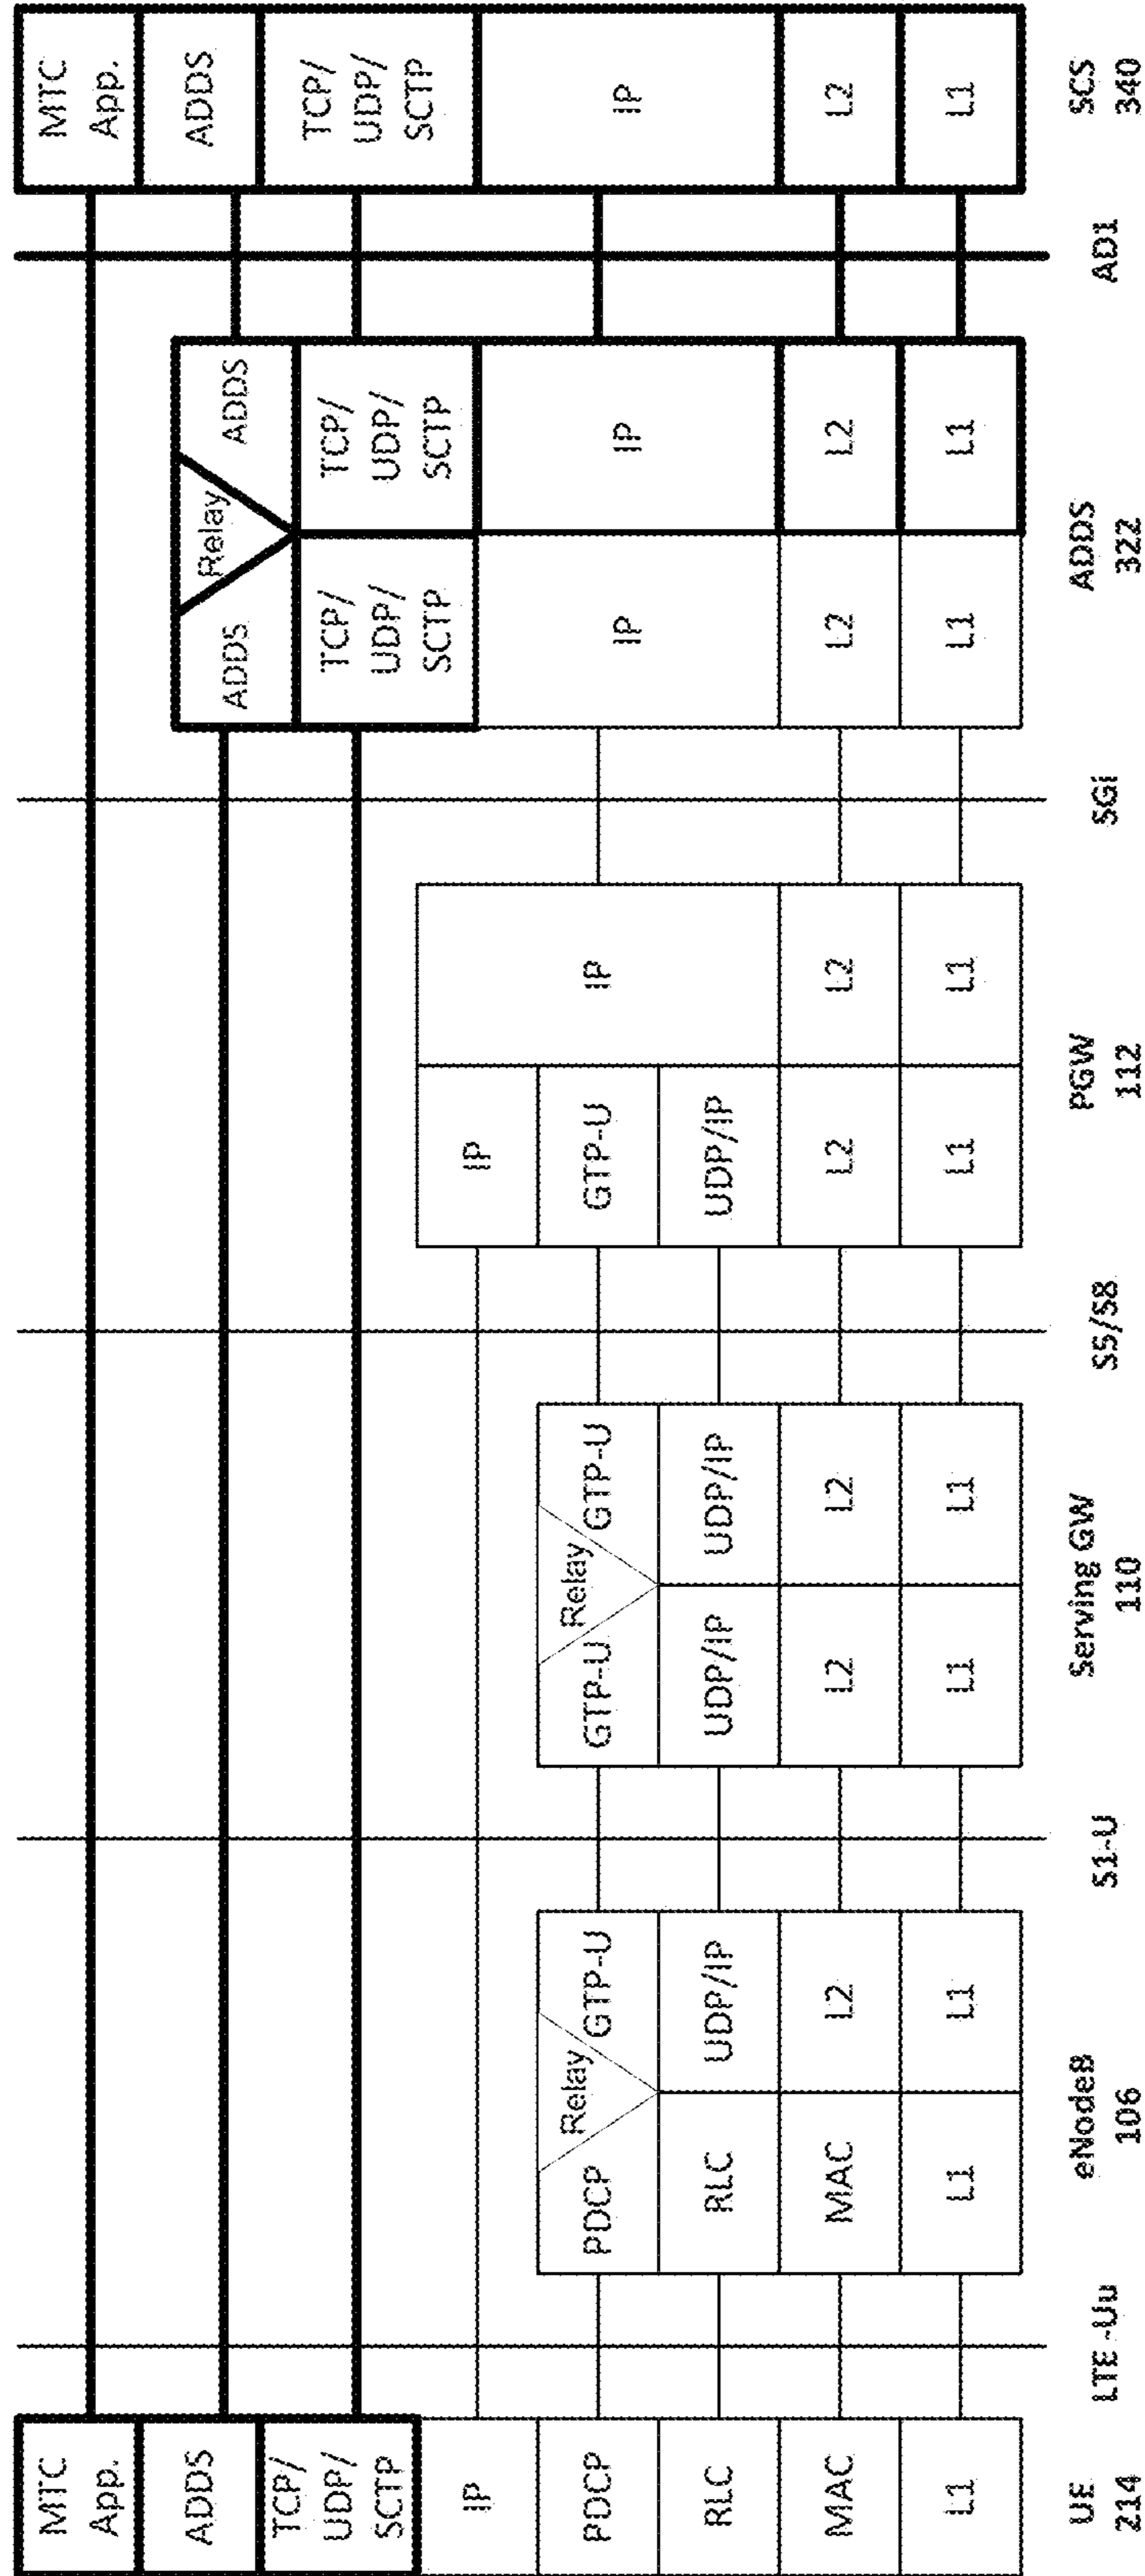 MTC
App.
ADDS
TCP/
UDP/
SCTP
IP
PDCP
RLC
MAC
L1
UE
214
LTE -Uu
PDCP
Relay
GTP-U
RLC
UDP/IP
MAC
L2
L1
L1
eNodeB
106
S1-U
GTP-U
Relay
GTP-U
UDP/IP
UDP/IP
L2
L2
L1
L1
Serving GW
110
S5/S8
IP
IP
GTP-U
UDP/IP
L2
L2
L1
L1
PGW
112
SGi
ADDS
Relay
ADDS
TCP/
UDP/
SCTP
TCP/
UDP/
SCTP
IP
IP
L2
L2
L1
L1
ADDS
322
AD1
MTC
App.
ADDS
TCP/
UDP/
SCTP
IP
L2
L1
SCS
340